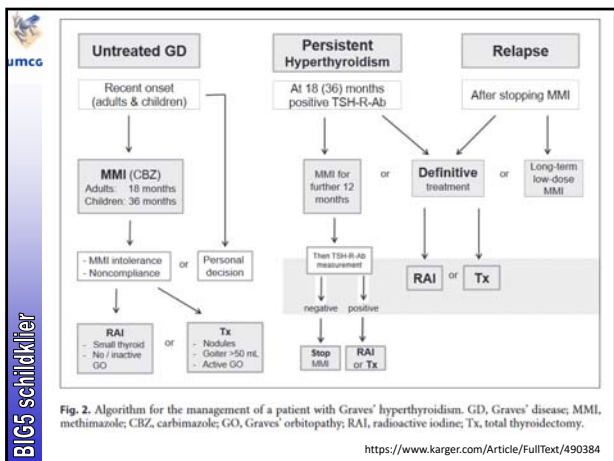 umcg
BIG5 schildklier
Untreated GD
Recent onset
(adults & children)
MMI (CBZ)
Adults: 18 months
Children: 36 months
- MMI intolerance
- Noncompliance
or
Personal
decision
RAI
- Small thyroid
- No / inactive
GO
or
Tx
- Nodules
- Goiter >50 mL
- Active GO
Persistent
Hyperthyroidism
At 18 (36) months
positive TSH-R-Ab
MMI for
further 12
months
or
Then TSH-R-Ab
measurement
negative
positive
Stop
MMI
RAI
or Tx
Relapse
After stopping MMI
Definitive
treatment
or
Long-term
low-dose
MMI
RAI
or
Tx
Fig. 2. Algorithm for the management of a patient with Graves' hyperthyroidism. GD, Graves' disease; MMI,
methimazole; CBZ, carbimazole; GO, Graves' orbitopathy; RAI, radioactive iodine; Tx, total thyroidectomy.
https://www.karger.com/Article/FullText/490384